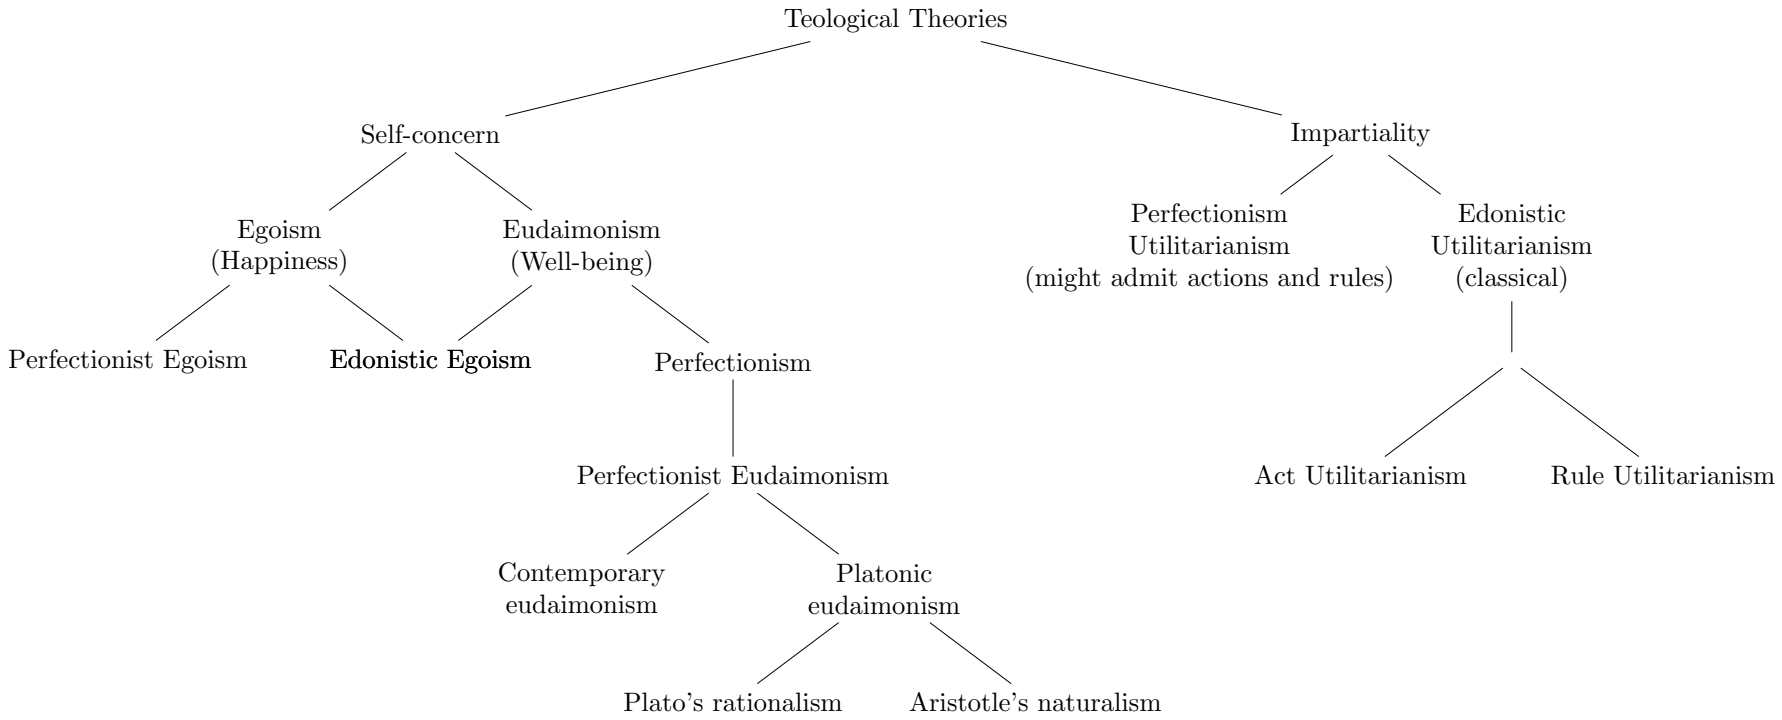 Teological Theories
Self-concern
Impartiality
Egoism
(Happiness)
Eudaimonism
(Well-being)
Perfectionism
Utilitarianism
(might admit actions and rules)
Edonistic
Utilitarianism
(classical)
Perfectionist Egoism
Edonistic Egoism
Perfectionism
Perfectionist Eudaimonism
Act Utilitarianism
Rule Utilitarianism
Contemporary
eudaimonism
Platonic
eudaimonism
Plato's rationalism
Aristotle's naturalism